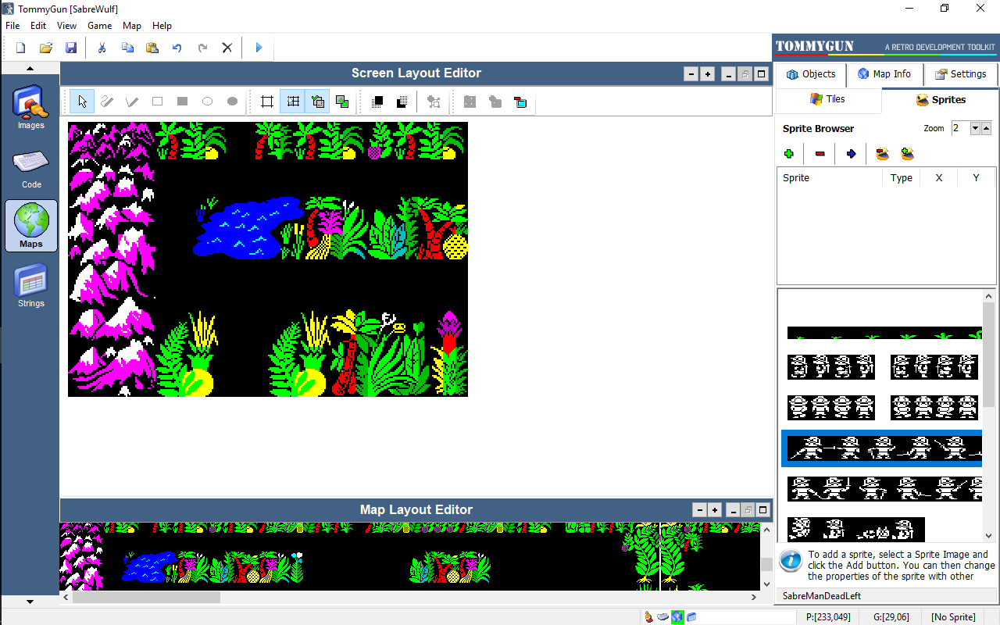 TommyGun [SabreWulf]
File Edit View Game Map Help
TOMMYGUN A RETRO DEVELOPMENT TOOLKIT
Screen Layout Editor
Objects Map Info Settings
Tiles Sprites
Images
Code
Maps
Strings
Sprite Browser Zoom 2
Sprite Type X Y
Map Layout Editor
To add a sprite, select a Sprite Image and
click the Add button. You can then change
the properties of the sprite with other
SabreManDeadLeft
P:[233,049] G:[29,06] [No Sprite]